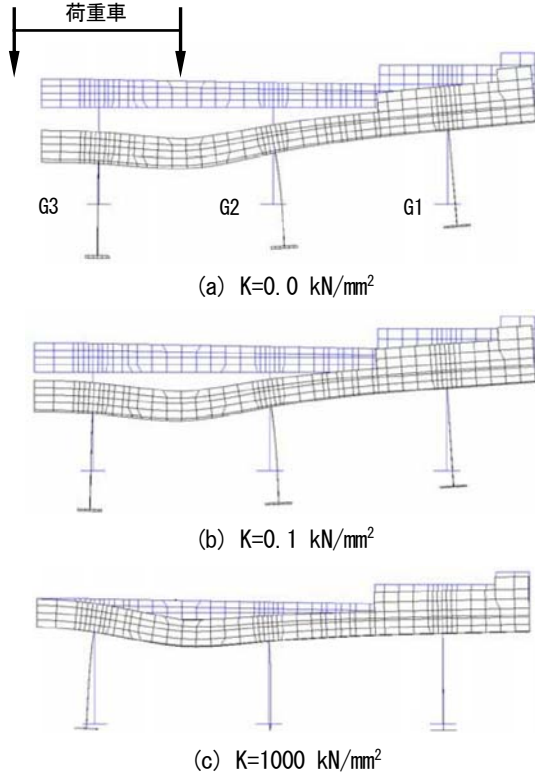 荷重車
G3 G2 G1
(a) K=0.0 kN/mm²
(b) K=0.1 kN/mm²
(c) K=1000 kN/mm²